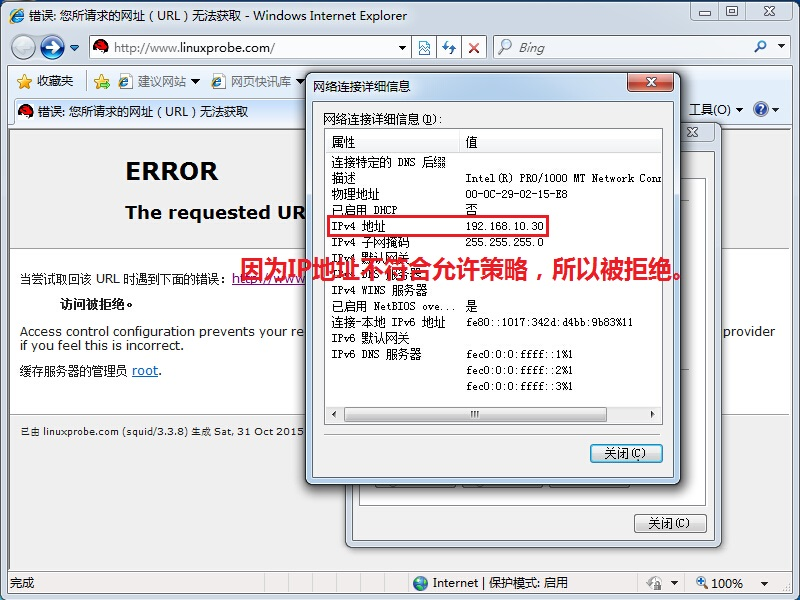 错误: 您所请求的网址（URL）无法获取 - Windows Internet Explorer
http://www.linuxprobe.com/
Bing
收藏夹
建议网站
网页快讯库
错误: 您所请求的网址（URL）无法获取
工具(O)
ERROR
The requested UR
当尝试取回该 URL 时遇到下面的错误: http://www
访问被拒绝。
Access control configuration prevents your re
provider
if you feel this is incorrect.
缓存服务器的管理员 root.
已由 linuxprobe.com (squid/3.3.8) 生成 Sat, 31 Oct 2015
网络连接详细信息
网络连接详细信息(D):
属性 值
连接特定的 DNS 后缀
描述 Intel(R) PRO/1000 MT Network Conn
物理地址 00-0C-29-02-15-E8
已启用 DHCP 否
IPv4 地址 192.168.10.30
IPv4 子网掩码 255.255.255.0
IPv4 默认网关
因为IP地址不符合允许策略，所以被拒绝。
IPv4 DNS 服务器
IPv4 WINS 服务器
已启用 NetBIOS ove... 是
连接-本地 IPv6 地址 fe80::1017:342d:d4bb:9b83%11
IPv6 默认网关
IPv6 DNS 服务器 fec0:0:0:ffff::1%1
fec0:0:0:ffff::2%1
fec0:0:0:ffff::3%1
关闭(C)
关闭(C)
完成
Internet | 保护模式: 启用
100%